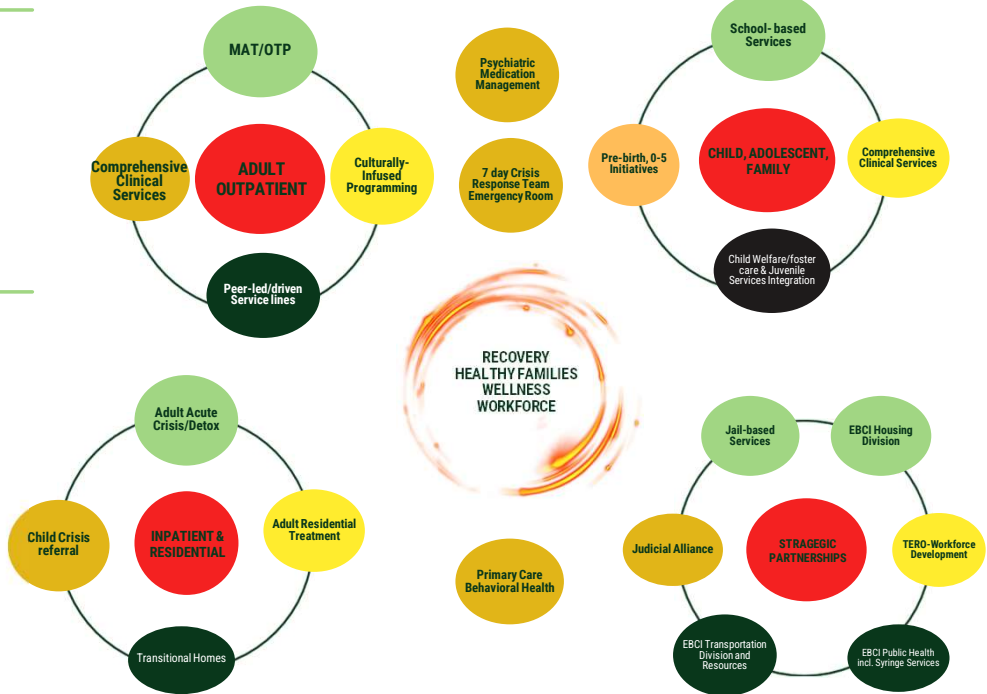 MAT/OTP
Comprehensive
Clinical
Services
ADULT
OUTPATIENT
Culturally-
Infused
Programming
Peer-led/driven
Service lines
Psychiatric
Medication
Management
7 day Crisis
Response Team
Emergency Room
School- based
Services
Pre-birth, 0-5
Initiatives
CHILD, ADOLESCENT,
FAMILY
Comprehensive
Clinical Services
Child Welfare/foster
care & Juvenile
Services Integration
RECOVERY
HEALTHY FAMILIES
WELLNESS
WORKFORCE
Adult Acute
Crisis/Detox
Child Crisis
referral
INPATIENT &
RESIDENTIAL
Adult Residential
Treatment
Transitional Homes
Primary Care
Behavioral Health
Jail-based
Services
EBCI Housing
Division
Judicial Alliance
STRAGEGIC
PARTNERSHIPS
TERO-Workforce
Development
EBCI Transportation
Division and
Resources
EBCI Public Health
incl. Syringe Services